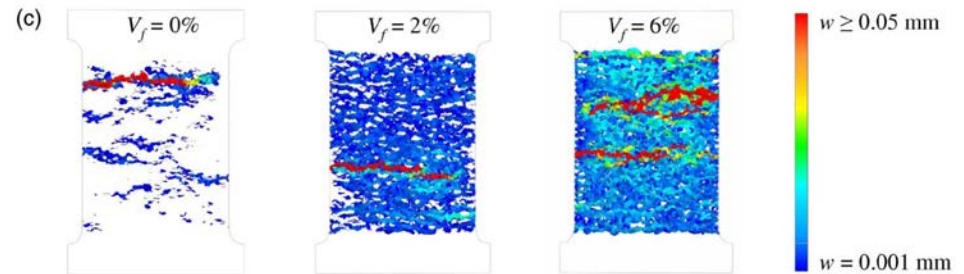 (c)
V_f = 0%
V_f = 2%
V_f = 6%
w ≥ 0.05 mm
w = 0.001 mm